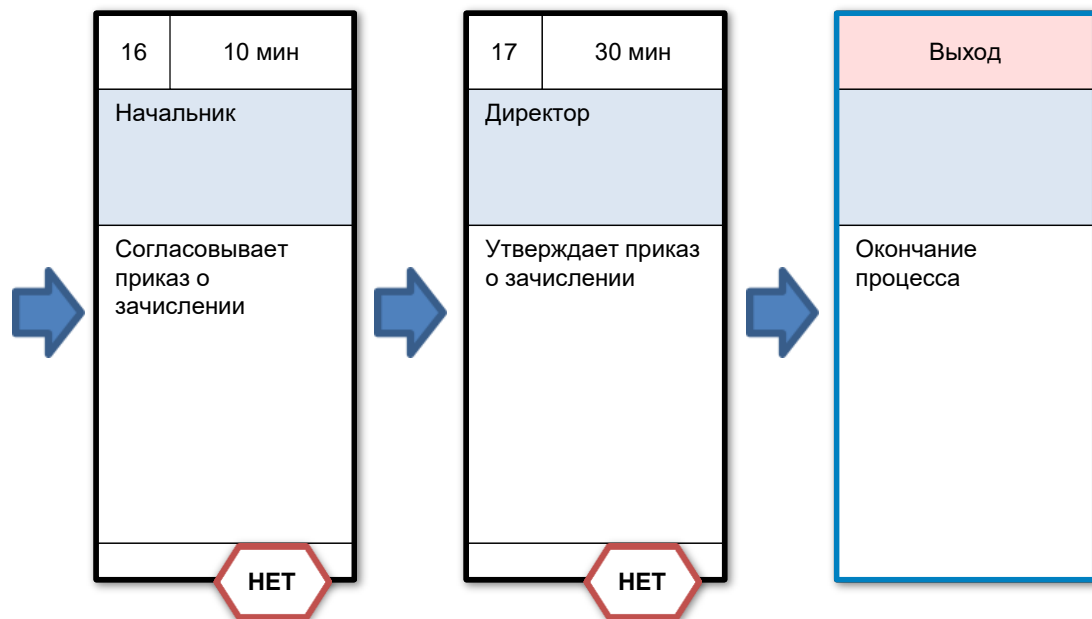 16
10 мин
Начальник
Согласовывает
приказ о
зачислении
НЕТ
17
30 мин
Директор
Утверждает приказ
о зачислении
НЕТ
Выход
Окончание
процесса